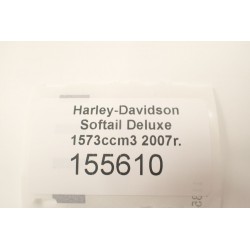 Harley-Davidson
Softail Deluxe
1573ccm3 2007r.
155610